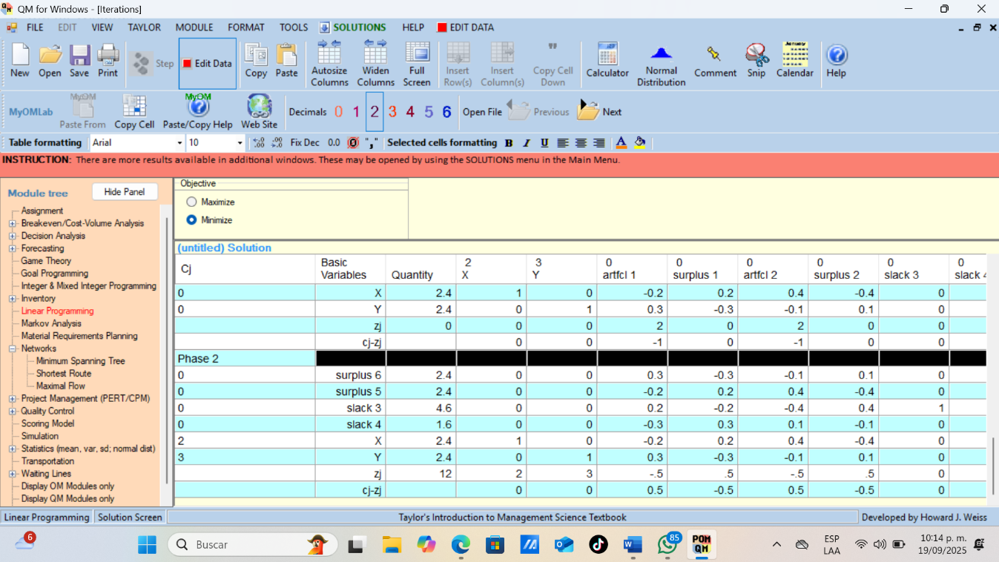 QM for Windows - [Iterations]
FILE EDIT VIEW TAYLOR MODULE FORMAT TOOLS SOLUTIONS HELP EDIT DATA
New Open Save Print Step Edit Data Copy Paste Autosize Columns Widen Columns Full Screen Insert Row(s) Insert Column(s) Copy Cell Down Calculator Normal Distribution Comment Snip Calendar Help
MyOMLab Paste From Copy Cell Paste/Copy Help Web Site Decimals 0 1 2 3 4 5 6 Open File Previous Next
Table formatting Arial 10 Fix Dec 0.0 "," Selected cells formatting B I U A
INSTRUCTION: There are more results available in additional windows. These may be opened by using the SOLUTIONS menu in the Main Menu.
Module tree Hide Panel
Assignment
Breakeven/Cost-Volume Analysis
Decision Analysis
Forecasting
Game Theory
Goal Programming
Integer & Mixed Integer Programming
Inventory
Linear Programming
Markov Analysis
Material Requirements Planning
Networks
Minimum Spanning Tree
Shortest Route
Maximal Flow
Project Management (PERT/CPM)
Quality Control
Scoring Model
Simulation
Statistics (mean, var, sd; normal dist)
Transportation
Waiting Lines
Display OM Modules only
Display QM Modules only
Objective
Maximize
Minimize
(untitled) Solution
Cj Basic Variables Quantity 2 X 3 Y 0 artfcl 1 0 surplus 1 0 artfcl 2 0 surplus 2 0 slack 3 0 slack 4
0 X 2.4 1 0 -0.2 0.2 0.4 -0.4 0
0 Y 2.4 0 1 0.3 -0.3 -0.1 0.1 0
zj 0 0 0 2 0 2 0 0
cj-zj 0 0 -1 0 -1 0 0
Phase 2
0 surplus 6 2.4 0 0 0.3 -0.3 -0.1 0.1 0
0 surplus 5 2.4 0 0 -0.2 0.2 0.4 -0.4 0
0 slack 3 4.6 0 0 0.2 -0.2 -0.4 0.4 1
0 slack 4 1.6 0 0 -0.3 0.3 0.1 -0.1 0
2 X 2.4 1 0 -0.2 0.2 0.4 -0.4 0
3 Y 2.4 0 1 0.3 -0.3 -0.1 0.1 0
zj 12 2 3 -.5 .5 -.5 .5 0
cj-zj 0 0 0.5 -0.5 0.5 -0.5 0
Linear Programming Solution Screen Taylor's Introduction to Management Science Textbook Developed by Howard J. Weiss
6 Buscar 85 POM QM ESP LAA 10:14 p. m. 19/09/2025